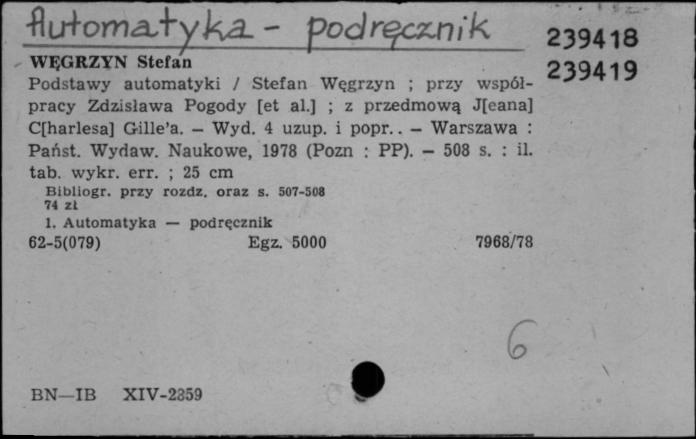 Automatyka - podręcznik
239418
WĘGRZYN Stefan
239419
Podstawy automatyki / Stefan Węgrzyn ; przy współ-
pracy Zdzisława Pogody [et al.] ; z przedmową J[eana]
C[harlesa] Gille'a. — Wyd. 4 uzup. i popr.. — Warszawa :
Państ. Wydaw. Naukowe, 1978 (Pozn : PP). — 508 s. : il.
tab. wykr. err. ; 25 cm
Bibliogr. przy rozdz. oraz s. 507-508
74 zł
1. Automatyka — podręcznik
62-5(079) Egz. 5000 7968/78
6
BN—IB XIV-2359